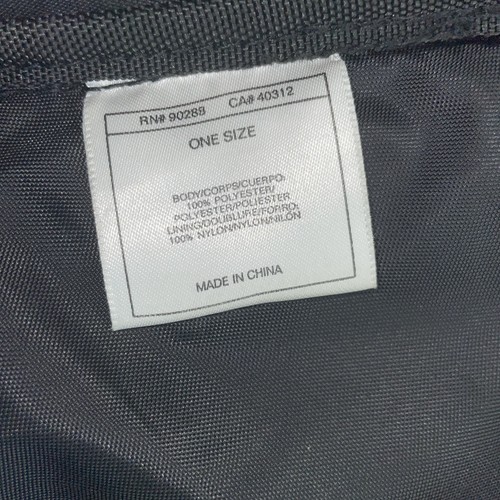 RN# 90288 CA# 40312
ONE SIZE
BODY/CORPS/CUERPO:
100% POLYESTER/
POLYESTER/POLIESTER
LINING/DOUBLURE/FORRO:
100% NYLON/NYLON/NILON
MADE IN CHINA